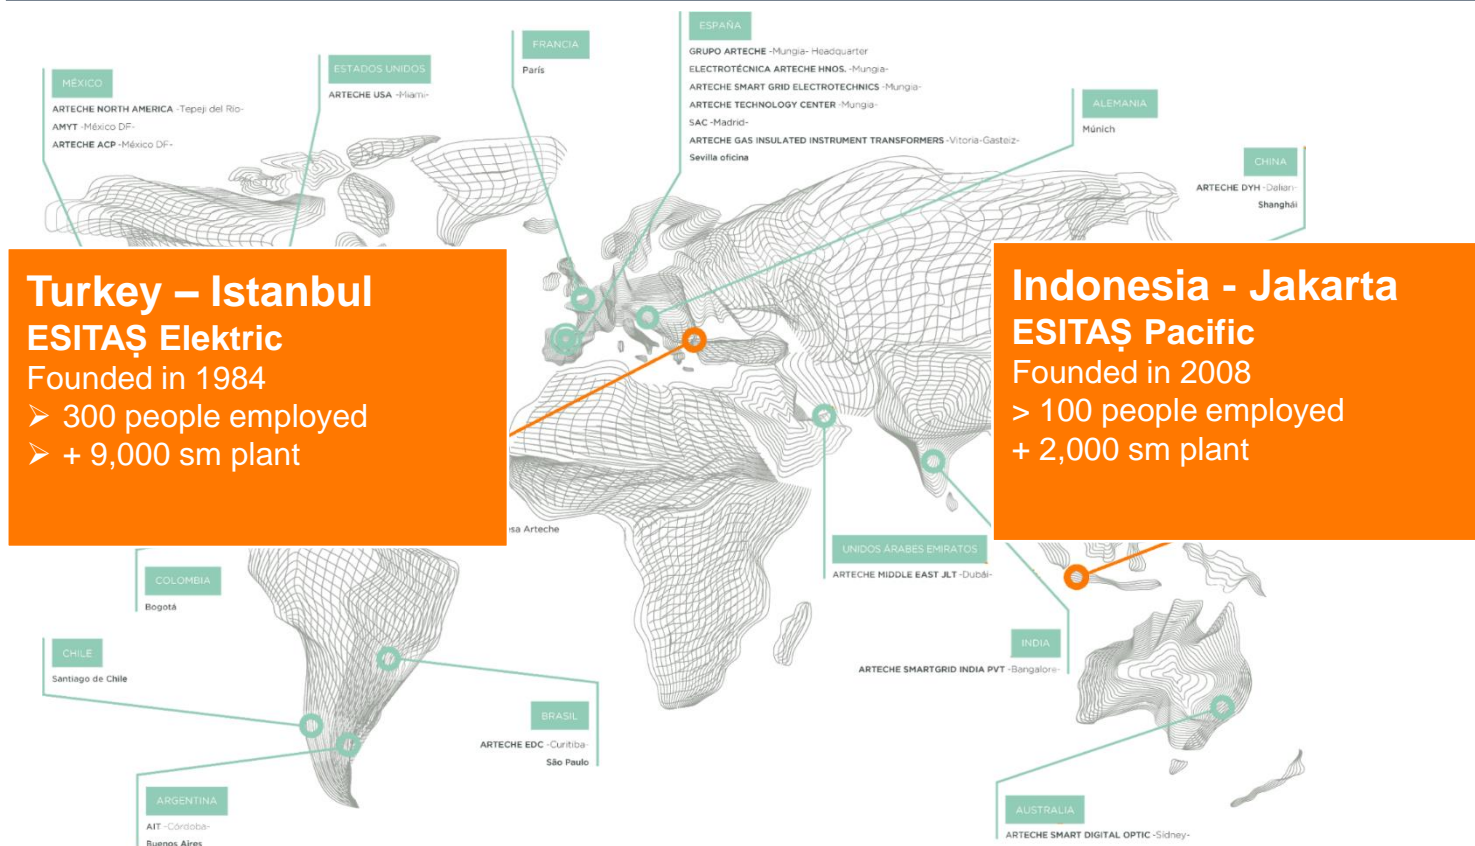 ESPAÑA
GRUPO ARTECHE -Mungia- Headquarter
ELECTROTÉCNICA ARTECHE HNOS. -Mungia-
ARTECHE SMART GRID ELECTROTECHNICS -Mungia-
ARTECHE TECHNOLOGY CENTER -Mungia-
SAC -Madrid-
ARTECHE GAS INSULATED INSTRUMENT TRANSFORMERS -Vitoria-Gasteiz-
Sevilla oficina
FRANCIA
París
ESTADOS UNIDOS
ARTECHE USA -Miami-
MÉXICO
ARTECHE NORTH AMERICA -Tepeji del Rio-
AMYT -México DF-
ARTECHE ACP -México DF-
ALEMANIA
Múnich
CHINA
ARTECHE DYH -Dalian-
Shanghái
Turkey – Istanbul
ESITAŞ Elektric
Founded in 1984
➢ 300 people employed
➢ + 9,000 sm plant
Indonesia - Jakarta
ESITAŞ Pacific
Founded in 2008
> 100 people employed
+ 2,000 sm plant
Arteche
UNIDOS ÁRABES EMIRATOS
ARTECHE MIDDLE EAST JLT -Dubái-
COLOMBIA
Bogotá
CHILE
Santiago de Chile
INDIA
ARTECHE SMARTGRID INDIA PVT -Bangalore-
BRASIL
ARTECHE EDC -Curitiba-
São Paulo
ARGENTINA
AIT -Córdoba-
Buenos Aires
AUSTRALIA
ARTECHE SMART DIGITAL OPTIC -Sidney-